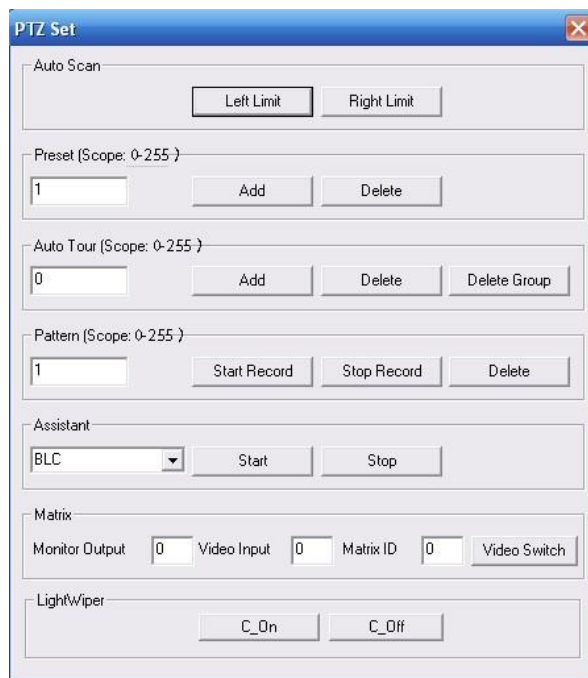 PTZ Set
Auto Scan
Left Limit Right Limit
Preset (Scope: 0-255 )
1 Add Delete
Auto Tour (Scope: 0-255 )
0 Add Delete Delete Group
Pattern (Scope: 0-255 )
1 Start Record Stop Record Delete
Assistant
BLC Start Stop
Matrix
Monitor Output 0 Video Input 0 Matrix ID 0 Video Switch
LightWiper
C_On C_Off